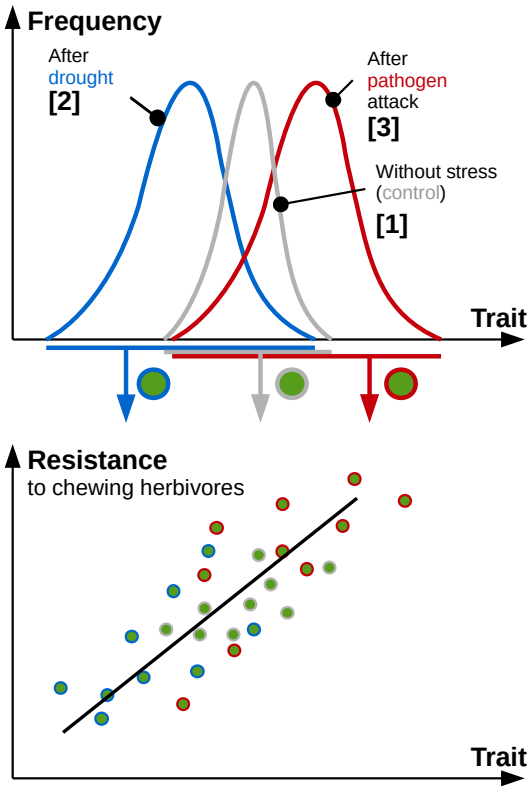 Frequency
After
drought
[2]
After
pathogen
attack
[3]
Without stress
(control)
[1]
Trait
Resistance
to chewing herbivores
Trait